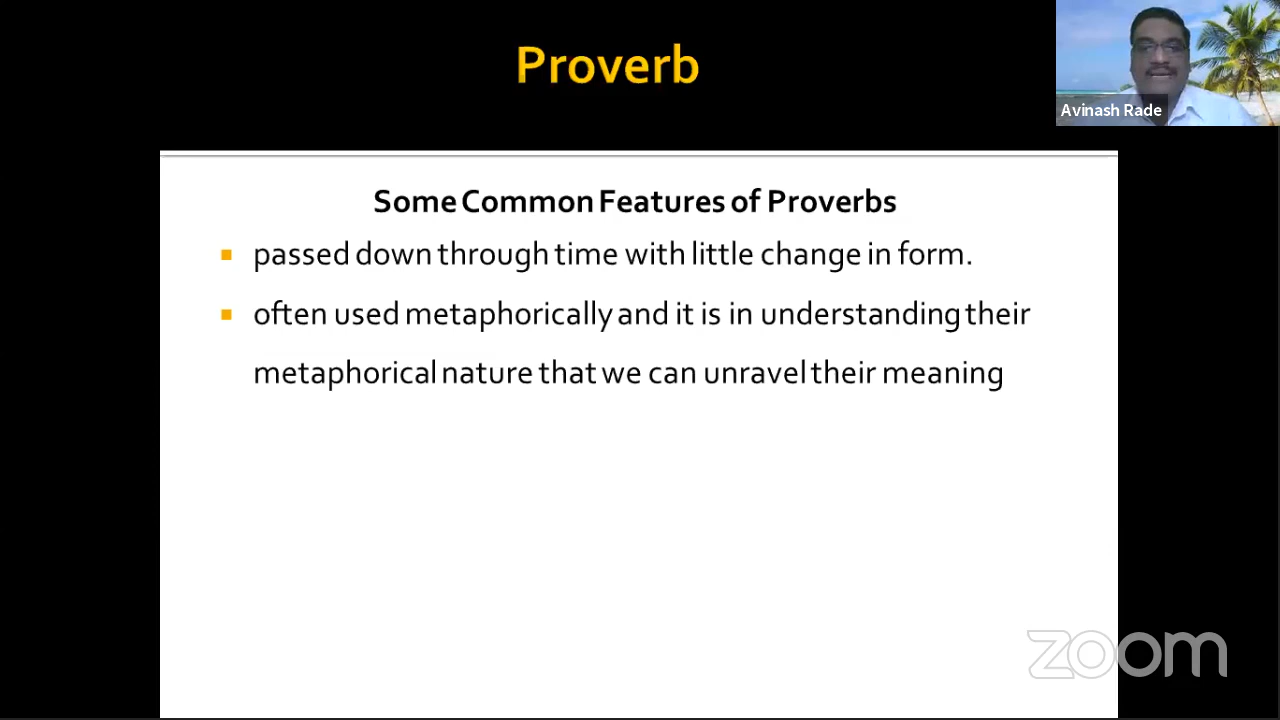 Proverb
Avinash Rade
Some Common Features of Proverbs
passed down through time with little change in form.
often used metaphorically and it is in understanding their
metaphorical nature that we can unravel their meaning
zoom